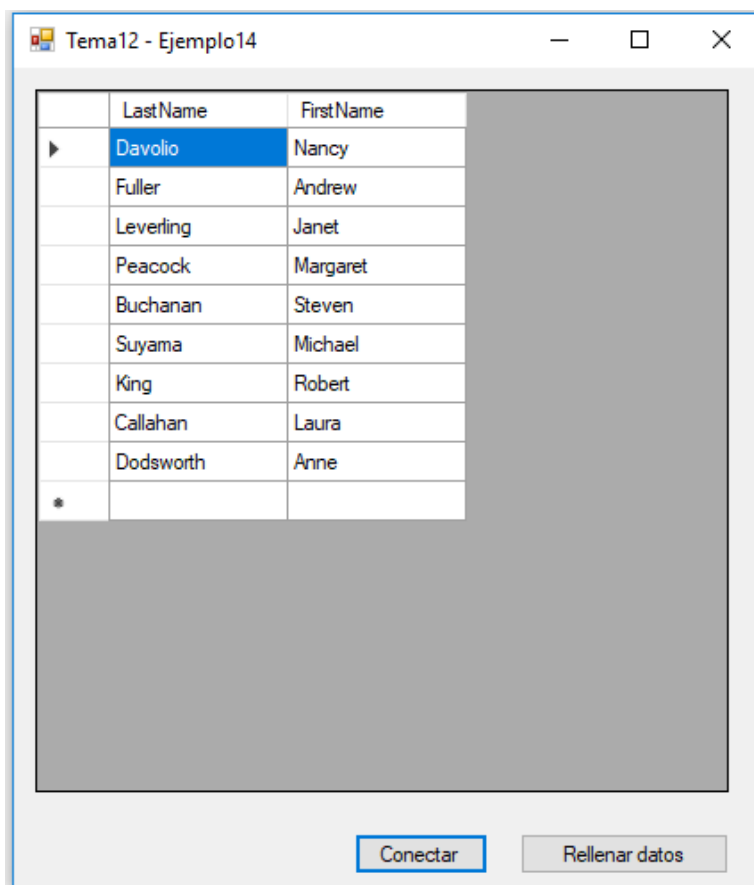 Tema12 - Ejemplo14
LastName FirstName
Davolio Nancy
Fuller Andrew
Leverling Janet
Peacock Margaret
Buchanan Steven
Suyama Michael
King Robert
Callahan Laura
Dodsworth Anne
Conectar Rellenar datos